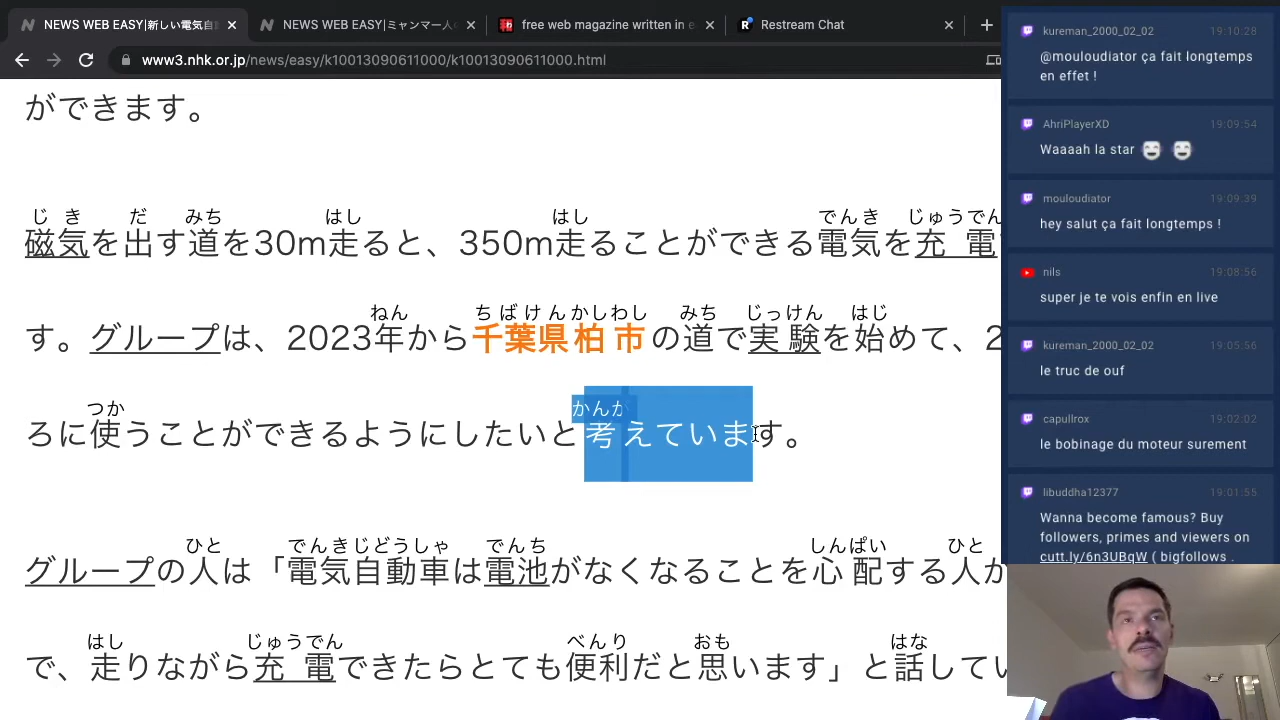 NEWS WEB EASY|新しい電気自
NEWS WEB EASY|ミャンマー人
free web magazine written in e
Restream Chat
www3.nhk.or.jp/news/easy/k10013090611000/k10013090611000.html
ができます。
じき だ みち はし はし でんき じゅうでん
磁気を出す道を30m走ると、350m走ることができる電気を充電
ねん ちばけんかしわし みち じっけん はじ
す。グループは、2023年から千葉県柏市の道で実験を始めて、2
つか かんが
ろに使うことができるようにしたいと考えています。
ひと でんきじどうしゃ でんち しんぱい ひと
グループの人は「電気自動車は電池がなくなることを心配する人が
はし じゅうでん べんり おも はな
で、走りながら充電できたらとても便利だと思います」と話してい
kureman_2000_02_02 19:10:28
@mouloudiator ça fait longtemps
en effet !
AhriPlayerXD 19:09:54
Waaaah la star
mouloudiator 19:09:39
hey salut ça fait longtemps !
nils 19:08:56
super je te vois enfin en live
kureman_2000_02_02 19:05:56
le truc de ouf
capullrox 19:02:02
le bobinage du moteur surement
libuddha12377 19:01:55
Wanna become famous? Buy
followers, primes and viewers on
cutt.ly/6n3UBqW ( bigfollows .